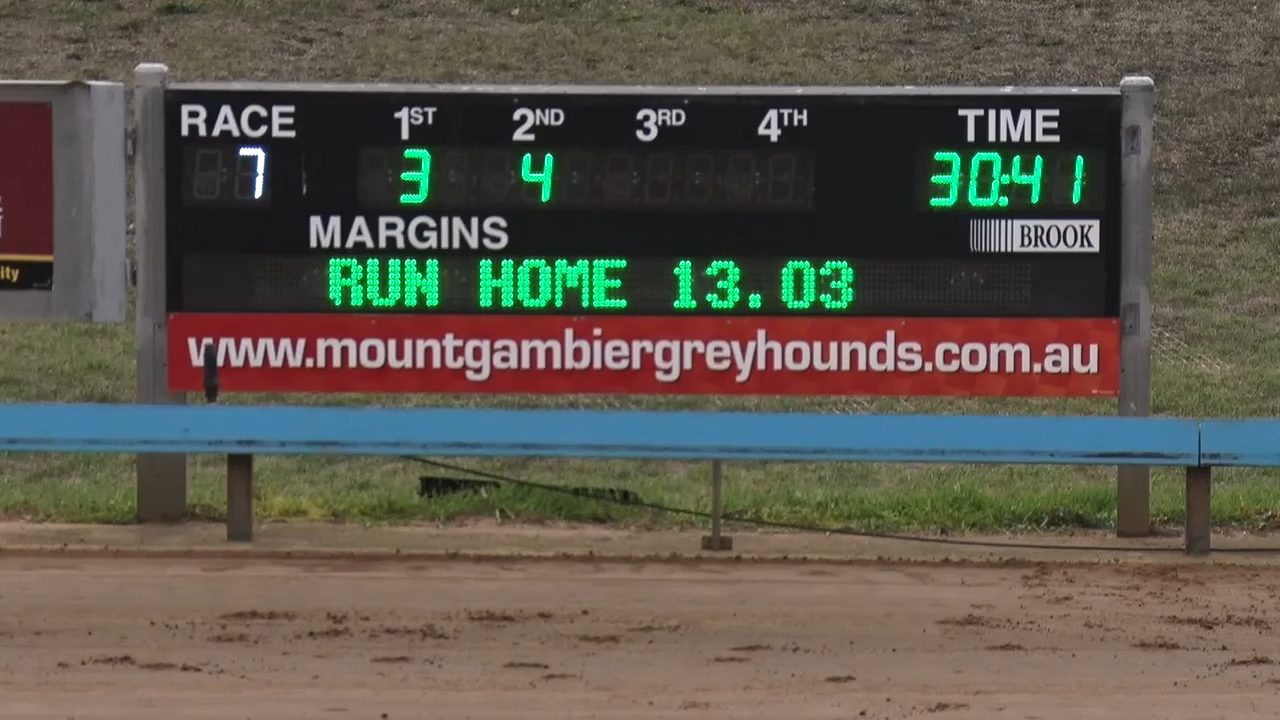 RACE 1ST 2ND 3RD 4TH TIME
7 3 4 30:41
MARGINS BROOK
RUN HOME 13.03
www.mountgambiergreyhounds.com.au
ity